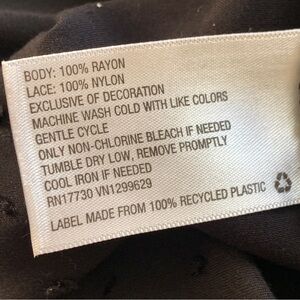 BODY: 100% RAYON
LACE: 100% NYLON
EXCLUSIVE OF DECORATION
MACHINE WASH COLD WITH LIKE COLORS
GENTLE CYCLE
ONLY NON-CHLORINE BLEACH IF NEEDED
TUMBLE DRY LOW, REMOVE PROMPTLY
COOL IRON IF NEEDED
RN17730 VN1299629
LABEL MADE FROM 100% RECYCLED PLASTIC